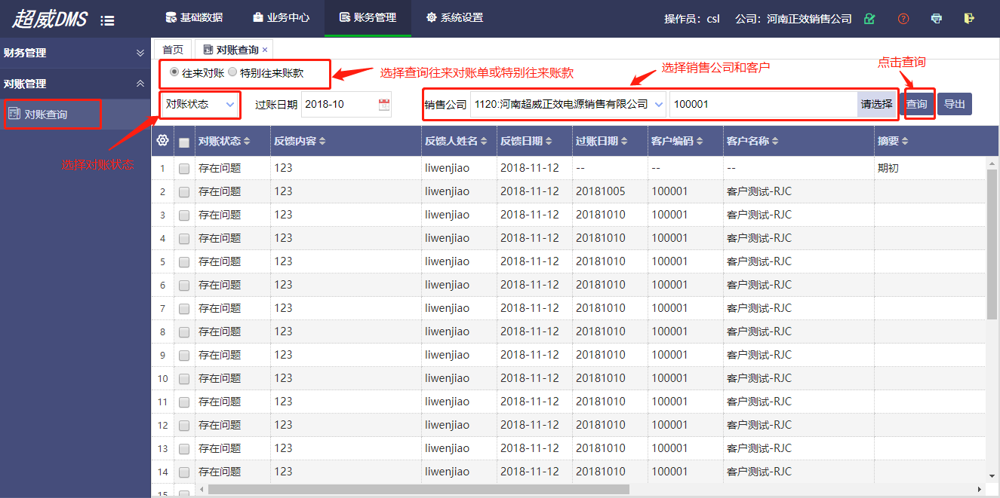 超威DMS 基础数据 业务中心 账务管理 系统设置 操作员：csl 公司：河南正效销售公司
财务管理
对账管理
对账查询
首页 对账查询 ×
往来对账 特别往来账款 选择查询往来对账单或特别往来账款 选择销售公司和客户 点击查询
对账状态 过账日期 2018-10 销售公司 1120:河南超威正效电源销售有限公司 100001 请选择 查询 导出
选择对账状态
对账状态 反馈内容 反馈人姓名 反馈日期 过账日期 客户编码 客户名称 摘要
1 存在问题 123 liwenjiao 2018-11-12 -- -- -- 期初
2 存在问题 123 liwenjiao 2018-11-12 20181005 100001 客户测试-RJC
3 存在问题 123 liwenjiao 2018-11-12 20181010 100001 客户测试-RJC
4 存在问题 123 liwenjiao 2018-11-12 20181010 100001 客户测试-RJC
5 存在问题 123 liwenjiao 2018-11-12 20181010 100001 客户测试-RJC
6 存在问题 123 liwenjiao 2018-11-12 20181010 100001 客户测试-RJC
7 存在问题 123 liwenjiao 2018-11-12 20181010 100001 客户测试-RJC
8 存在问题 123 liwenjiao 2018-11-12 20181010 100001 客户测试-RJC
9 存在问题 123 liwenjiao 2018-11-12 20181010 100001 客户测试-RJC
10 存在问题 123 liwenjiao 2018-11-12 20181010 100001 客户测试-RJC
11 存在问题 123 liwenjiao 2018-11-12 20181010 100001 客户测试-RJC
12 存在问题 123 liwenjiao 2018-11-12 20181010 100001 客户测试-RJC
13 存在问题 123 liwenjiao 2018-11-12 20181010 100001 客户测试-RJC
14 存在问题 123 liwenjiao 2018-11-12 20181010 100001 客户测试-RJC
15